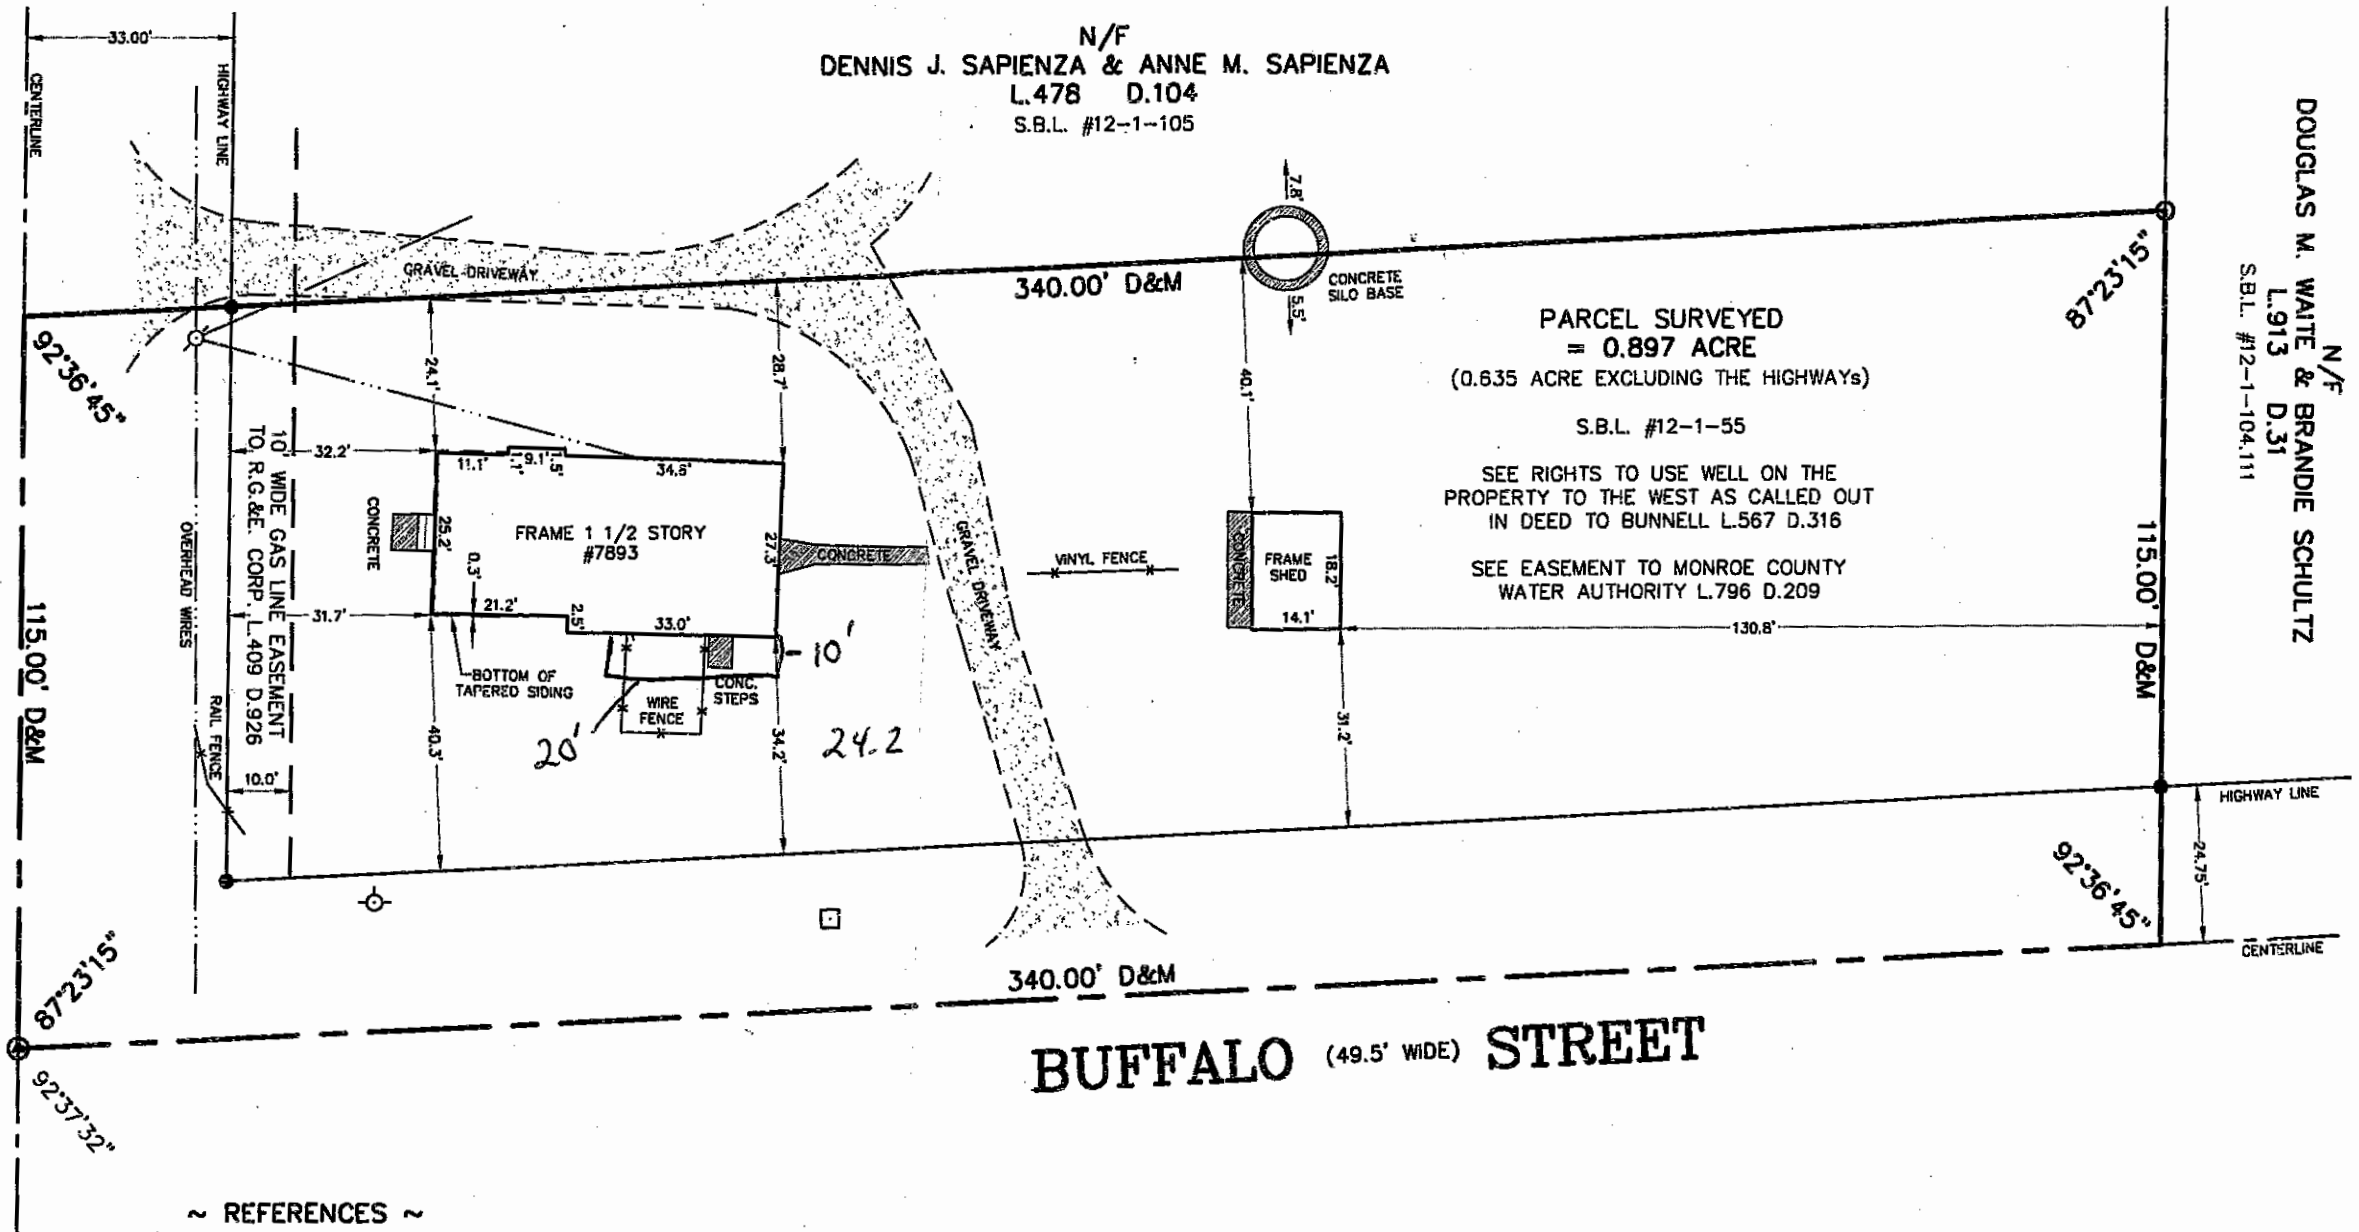 33.00'
CENTERLINE
HIGHWAY LINE
N/F
DENNIS J. SAPIENZA & ANNE M. SAPIENZA
L.478 D.104
S.B.L. #12-1-105
N/F
DOUGLAS M. WAITE & BRANDIE SCHULTZ
L.913 D.31
S.B.L. #12-1-104.111
GRAVEL DRIVEWAY
340.00' D&M
7.8'
5.5'
CONCRETE
SILO BASE
87°23'15"
92°36'45"
PARCEL SURVEYED
= 0.897 ACRE
(0.635 ACRE EXCLUDING THE HIGHWAYs)
S.B.L. #12-1-55
SEE RIGHTS TO USE WELL ON THE
PROPERTY TO THE WEST AS CALLED OUT
IN DEED TO BUNNELL L.567 D.316
SEE EASEMENT TO MONROE COUNTY
WATER AUTHORITY L.796 D.209
24.1'
28.7'
40.1'
32.2'
11.1'
.1'
9.1'
.5'
34.5'
10' WIDE GAS LINE EASEMENT
TO R.G.&E. CORP. L.409 D.926
OVERHEAD WIRES
CONCRETE
25.2'
FRAME 1 1/2 STORY
#7893
27.3'
CONCRETE
GRAVEL DRIVEWAY
VINYL FENCE
CONCRETE
FRAME
SHED
18.2'
14.1'
130.8'
115.00' D&M
0.3'
21.2'
2.5'
33.0'
31.7'
115.00' D&M
BOTTOM OF
TAPERED SIDING
WIRE
FENCE
CONC.
STEPS
10'
20'
24.2
RAIL FENCE
10.0'
40.3'
34.2'
31.2'
HIGHWAY LINE
24.75'
92°36'45"
CENTERLINE
87°23'15"
92°37'32"
340.00' D&M
BUFFALO (49.5' WIDE) STREET
~ REFERENCES ~